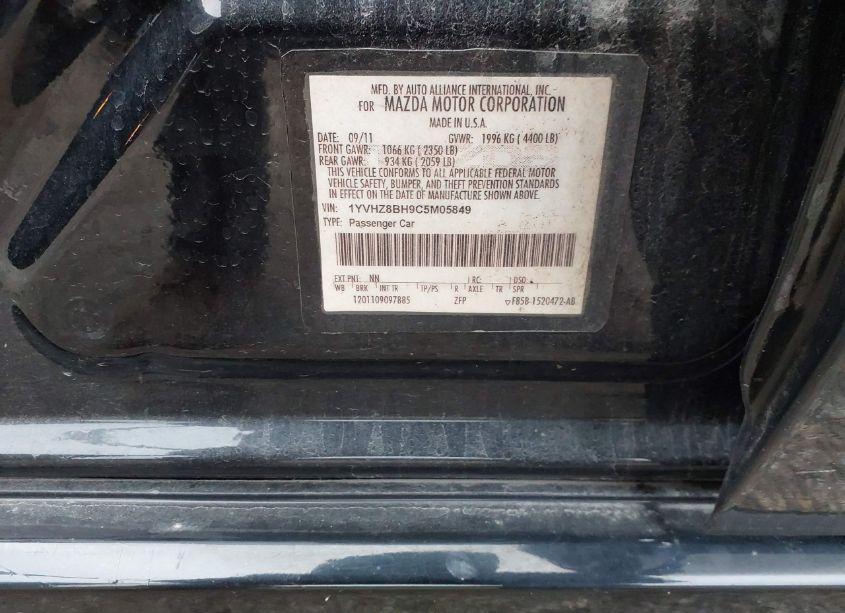 MFD. BY AUTO ALLIANCE INTERNATIONAL, INC.
FOR MAZDA MOTOR CORPORATION
MADE IN U.S.A.
DATE: 09/11 GVWR: 1996 KG ( 4400 LB)
FRONT GAWR: 1066 KG ( 2350 LB)
REAR GAWR: 934 KG ( 2059 LB)
THIS VEHICLE CONFORMS TO ALL APPLICABLE FEDERAL MOTOR
VEHICLE SAFETY, BUMPER, AND THEFT PREVENTION STANDARDS
IN EFFECT ON THE DATE OF MANUFACTURE SHOWN ABOVE.
VIN: 1YVHZ8BH9C5M05849
TYPE: Passenger Car
EXT PNT: NN RC: DSO:
WB BRK INT TR TP/PS R AXLE TR SPR
1201109097885 ZFP F85B-1520472-AB